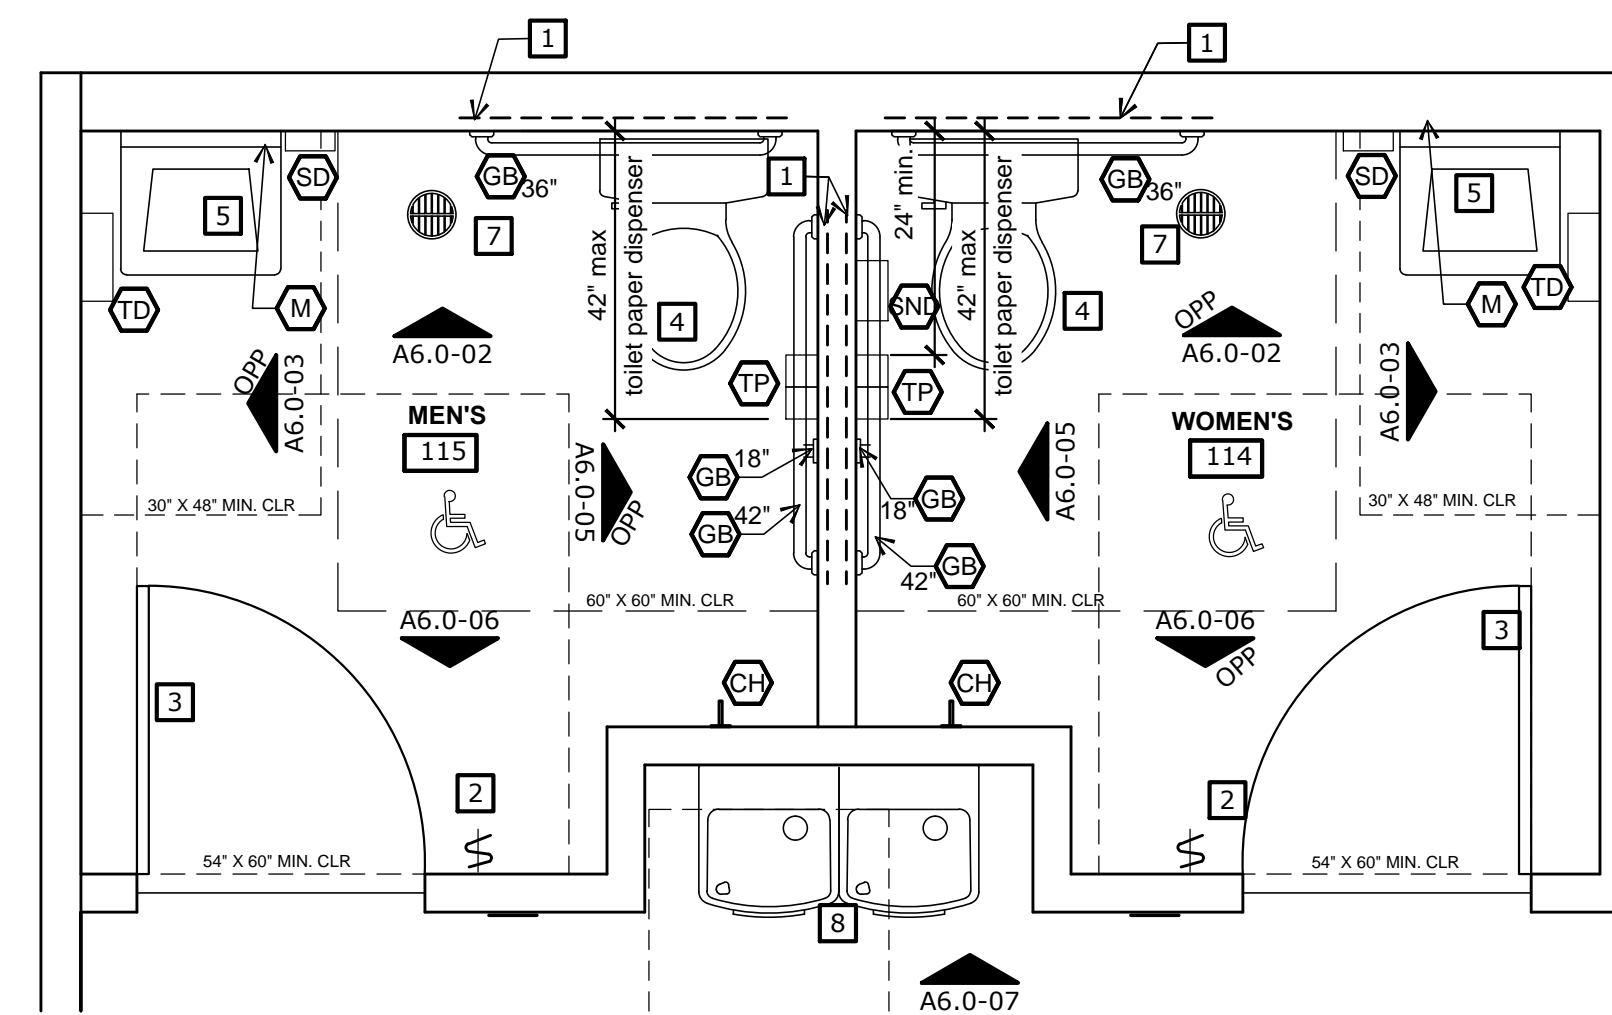 1
1
SD
GB
36"
5
7
42" max
toilet paper dispenser
4
TD
M
A6.0-02
OPP
A6.0-03
MEN'S
115
1
TP
A6.0-05
OPP
GB
18"
GB
42"
30" X 48" MIN. CLR
60" X 60" MIN. CLR
A6.0-06
3
CH
2
54" X 60" MIN. CLR
24" min.
42" max
toilet paper dispenser
GB
36"
SD
5
7
SND
4
OPP
A6.0-02
M
TD
TP
WOMEN'S
114
A6.0-03
OPP
A6.0-05
GB
18"
GB
42"
30" X 48" MIN. CLR
60" X 60" MIN. CLR
A6.0-06
OPP
3
CH
2
54" X 60" MIN. CLR
8
A6.0-07